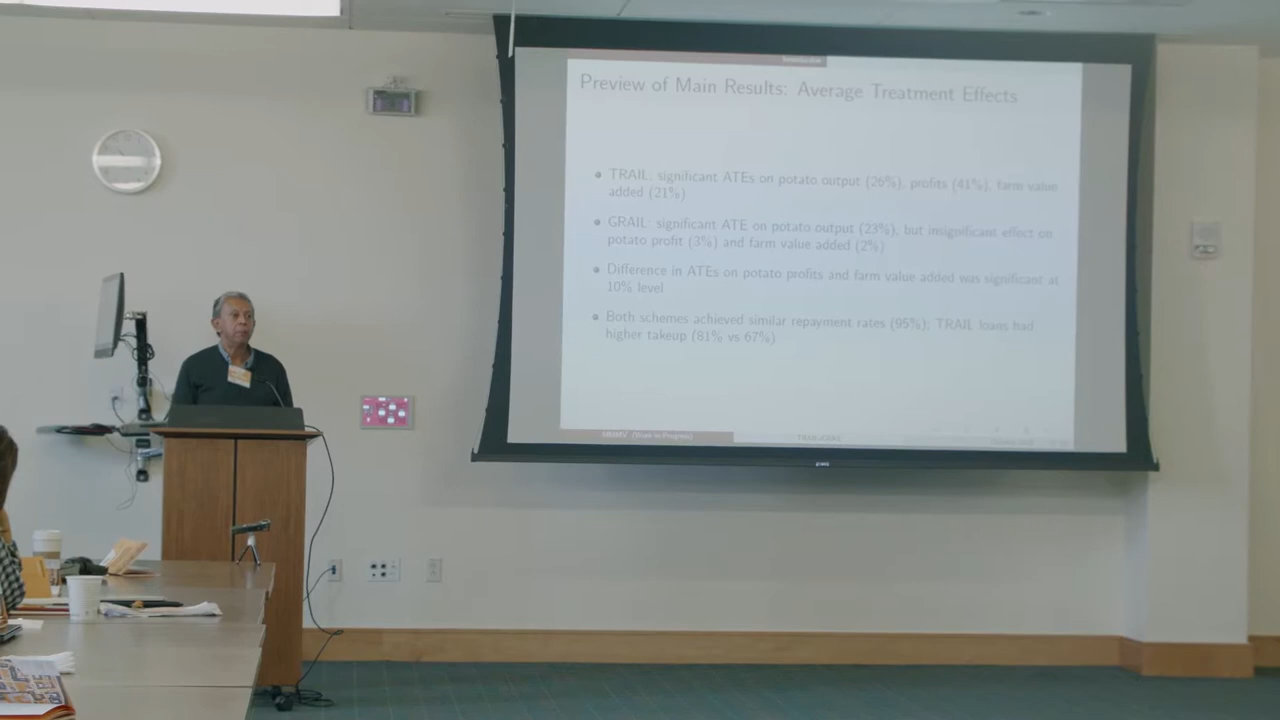 Preview of Main Results: Average Treatment Effects
TRAIL: significant ATEs on potato output (26%), profits (41%), farm value
added (21%)
GRAIL: significant ATE on potato output (23%), but insignificant effect on
potato profit (3%) and farm value added (2%)
Difference in ATEs on potato profits and farm value added was significant at
10% level
Both schemes achieved similar repayment rates (95%); TRAIL loans had
higher takeup (81% vs 67%)
(Work in Progress)